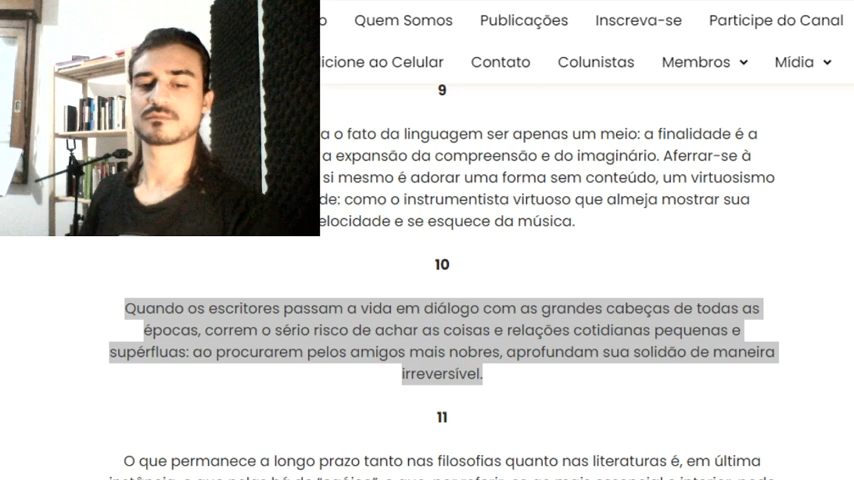 o Quem Somos Publicações Inscreva-se Participe do Canal
icione ao Celular Contato Colunistas Membros Mídia
9
a o fato da linguagem ser apenas um meio: a finalidade é a
a expansão da compreensão e do imaginário. Aferrar-se à
si mesmo é adorar uma forma sem conteúdo, um virtuosismo
de: como o instrumentista virtuoso que almeja mostrar sua
elocidade e se esquece da música.
10
Quando os escritores passam a vida em diálogo com as grandes cabeças de todas as
épocas, correm o sério risco de achar as coisas e relações cotidianas pequenas e
supérfluas: ao procurarem pelos amigos mais nobres, aprofundam sua solidão de maneira
irreversível.
11
O que permanece a longo prazo tanto nas filosofias quanto nas literaturas é, em última